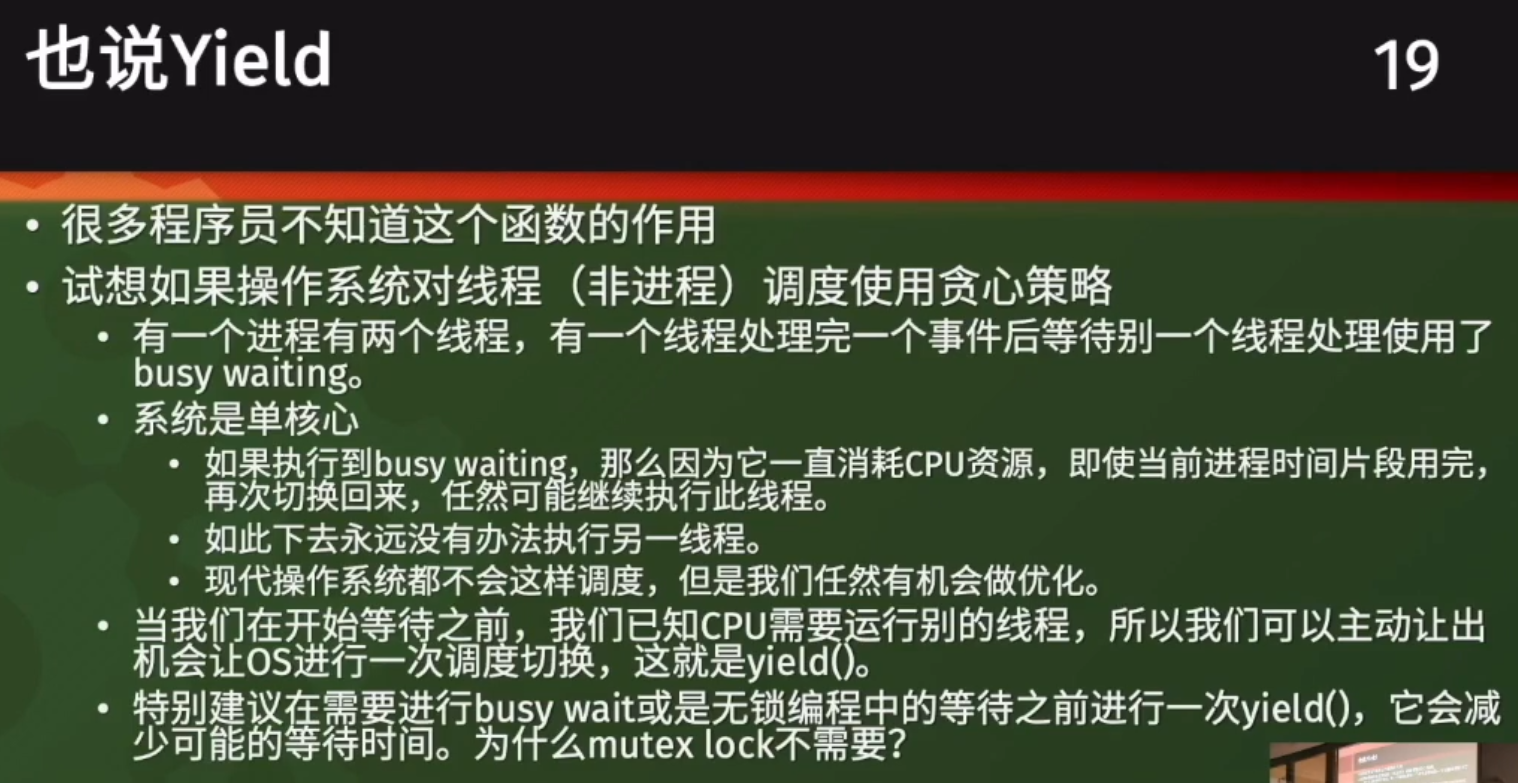 也说Yield
19
• 很多程序员不知道这个函数的作用
• 试想如果操作系统对线程（非进程）调度使用贪心策略
• 有一个进程有两个线程，有一个线程处理完一个事件后等待别一个线程处理使用了
busy waiting。
• 系统是单核心
• 如果执行到busy waiting，那么因为它一直消耗CPU资源，即使当前进程时间片段用完，
再次切换回来，任然可能继续执行此线程。
• 如此下去永远没有办法执行另一线程。
• 现代操作系统都不会这样调度，但是我们任然有机会做优化。
• 当我们在开始等待之前，我们已知CPU需要运行别的线程，所以我们可以主动让出
机会让OS进行一次调度切换，这就是yield()。
• 特别建议在需要进行busy wait或是无锁编程中的等待之前进行一次yield()，它会减
少可能的等待时间。为什么mutex lock不需要？